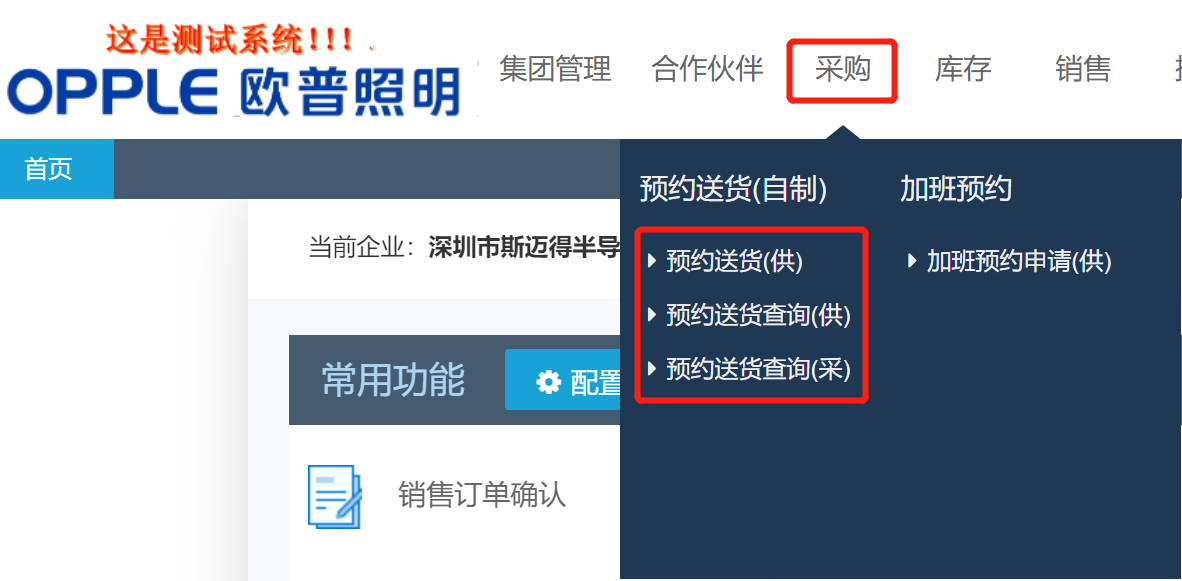 这是测试系统!!!
OPPLE 欧普照明
集团管理 合作伙伴 采购 库存 销售
首页
预约送货(自制) 加班预约
当前企业：深圳市斯迈得半导
预约送货(供) 加班预约申请(供)
预约送货查询(供)
预约送货查询(采)
常用功能 配置
销售订单确认